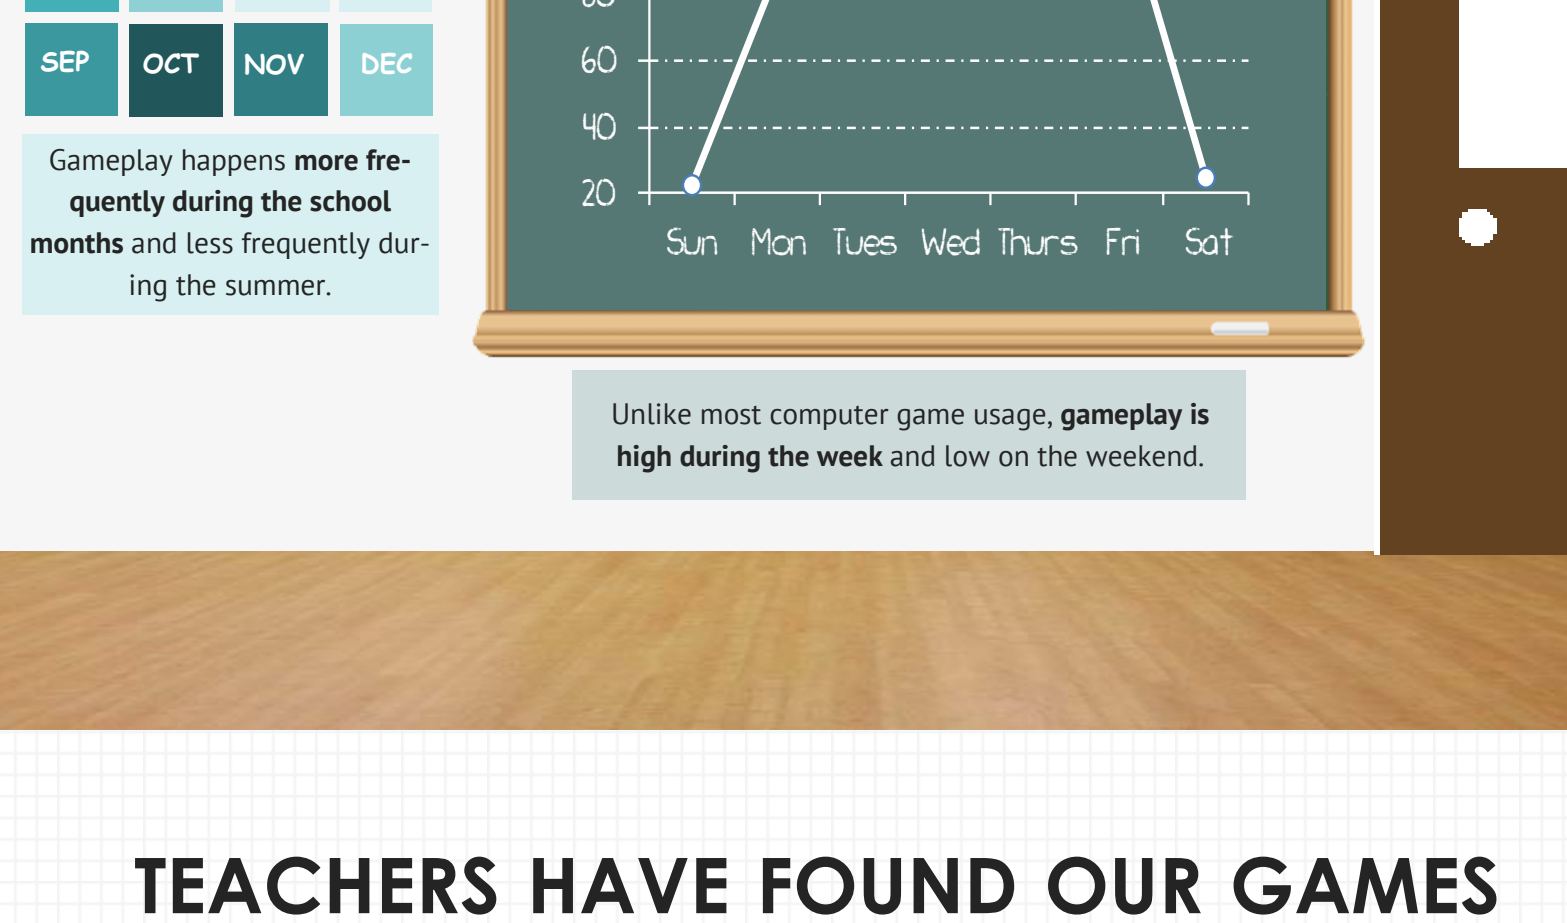 SEP OCT NOV DEC
Gameplay happens more fre-
quently during the school
months and less frequently dur-
ing the summer.
60
40
20
Sun Mon Tues Wed Thurs Fri Sat
Unlike most computer game usage, gameplay is
high during the week and low on the weekend.
TEACHERS HAVE FOUND OUR GAMES